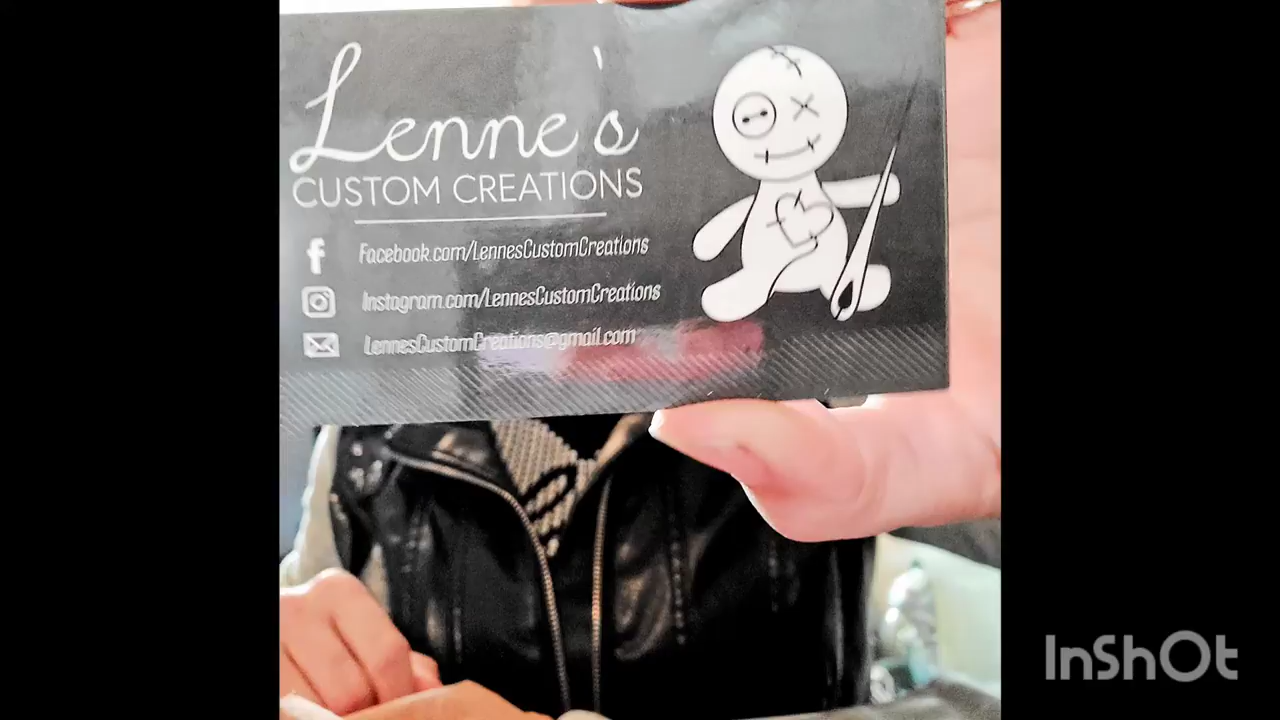 Lenne's
CUSTOM CREATIONS
Facebook.com/LennesCustomCreations
Instagram.com/LennesCustomCreations
LennesCustomCreations@gmail.com
InShOt